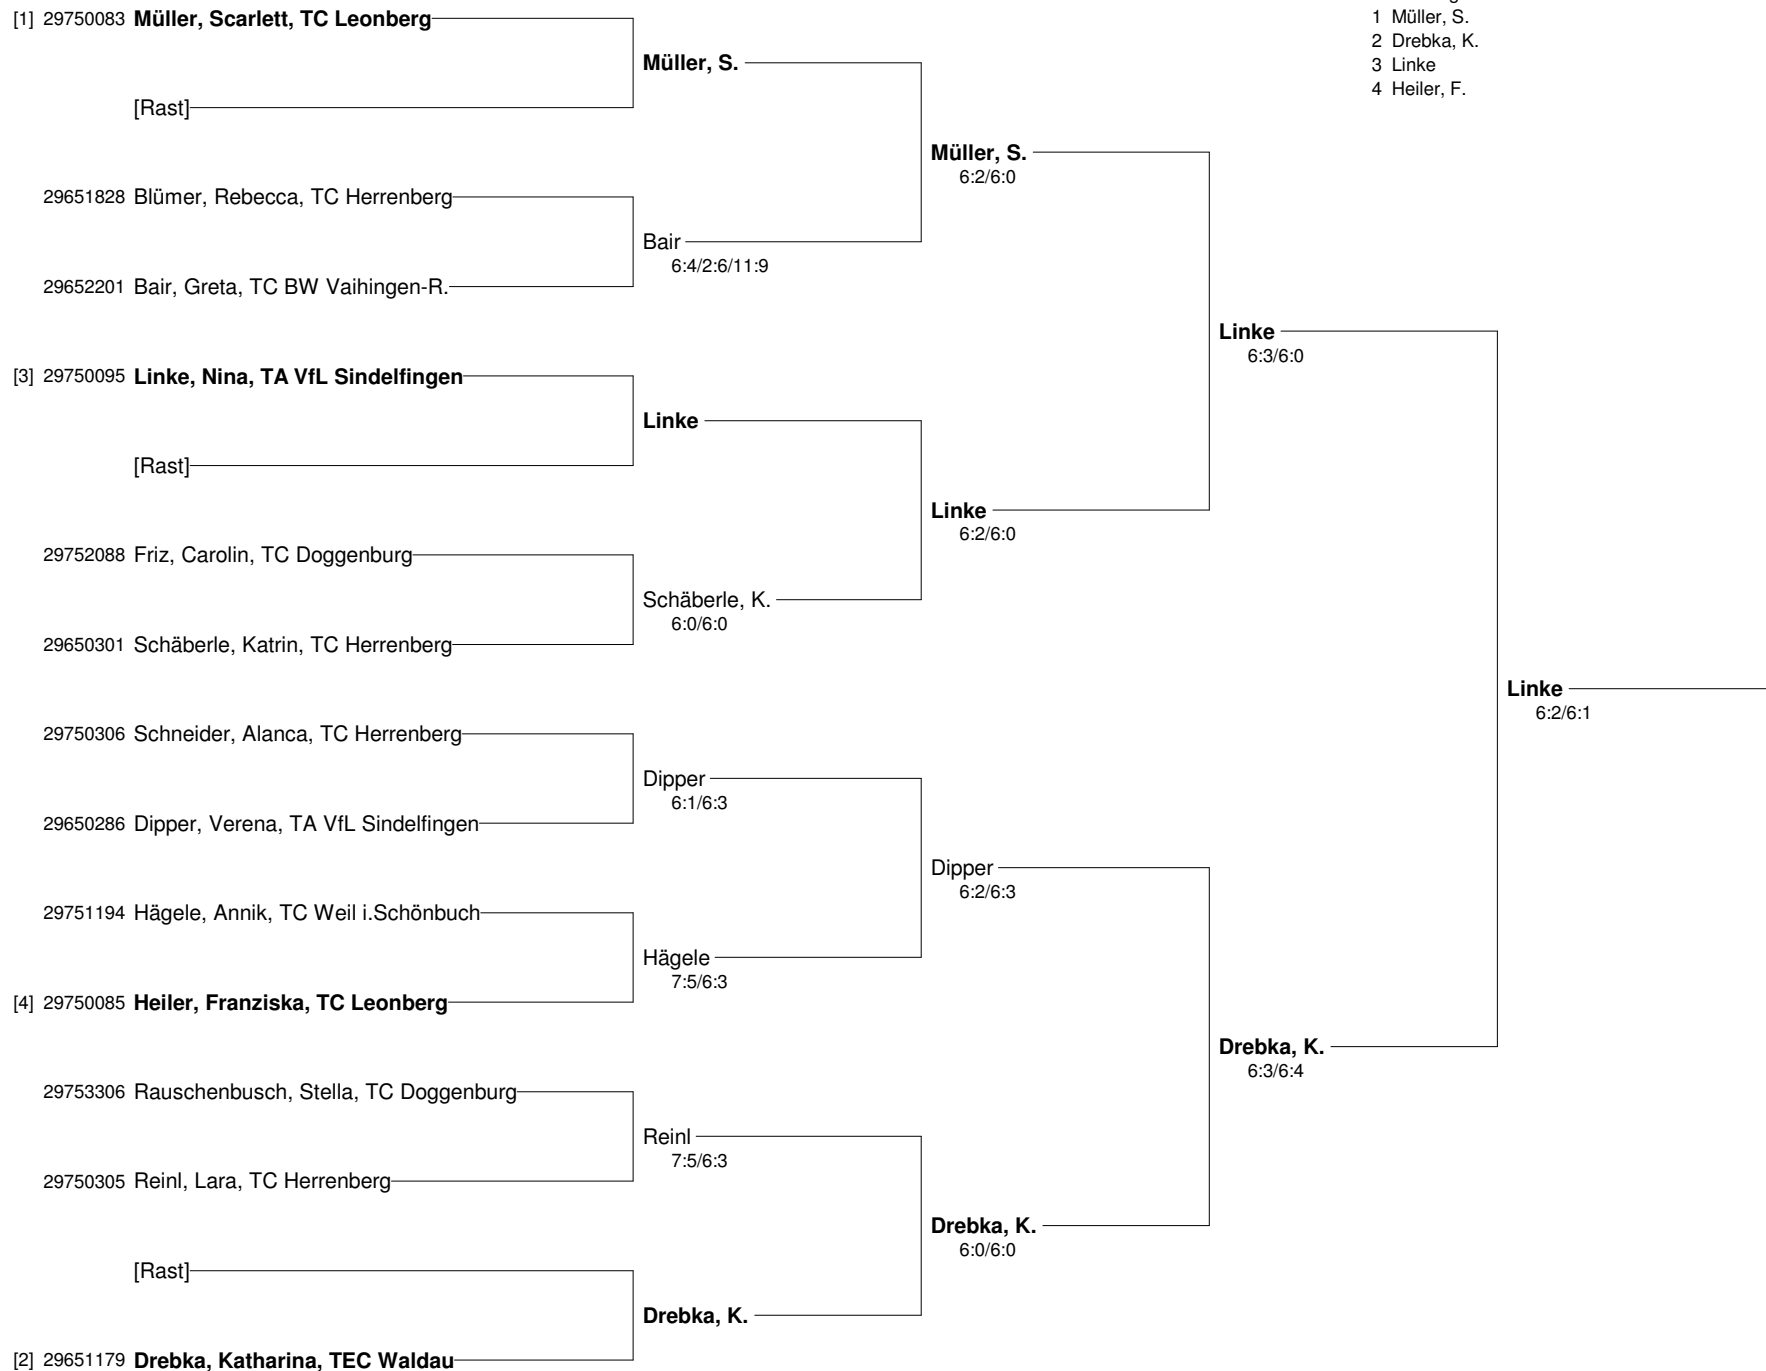 [1] 29750083 Müller, Scarlett, TC Leonberg
1 Müller, S.
2 Drebka, K.
3 Linke
4 Heiler, F.
Müller, S.
[Rast]
Müller, S.
6:2/6:0
29651828 Blümer, Rebecca, TC Herrenberg
Bair
6:4/2:6/11:9
29652201 Bair, Greta, TC BW Vaihingen-R.
Linke
6:3/6:0
[3] 29750095 Linke, Nina, TA VfL Sindelfingen
Linke
[Rast]
Linke
6:2/6:0
29752088 Friz, Carolin, TC Doggenburg
Schäberle, K.
6:0/6:0
29650301 Schäberle, Katrin, TC Herrenberg
Linke
6:2/6:1
29750306 Schneider, Alanca, TC Herrenberg
Dipper
6:1/6:3
29650286 Dipper, Verena, TA VfL Sindelfingen
Dipper
6:2/6:3
29751194 Hägele, Annik, TC Weil i.Schönbuch
Hägele
7:5/6:3
[4] 29750085 Heiler, Franziska, TC Leonberg
Drebka, K.
6:3/6:4
29753306 Rauschenbusch, Stella, TC Doggenburg
Reinl
7:5/6:3
29750305 Reinl, Lara, TC Herrenberg
Drebka, K.
6:0/6:0
[Rast]
Drebka, K.
[2] 29651179 Drebka, Katharina, TEC Waldau